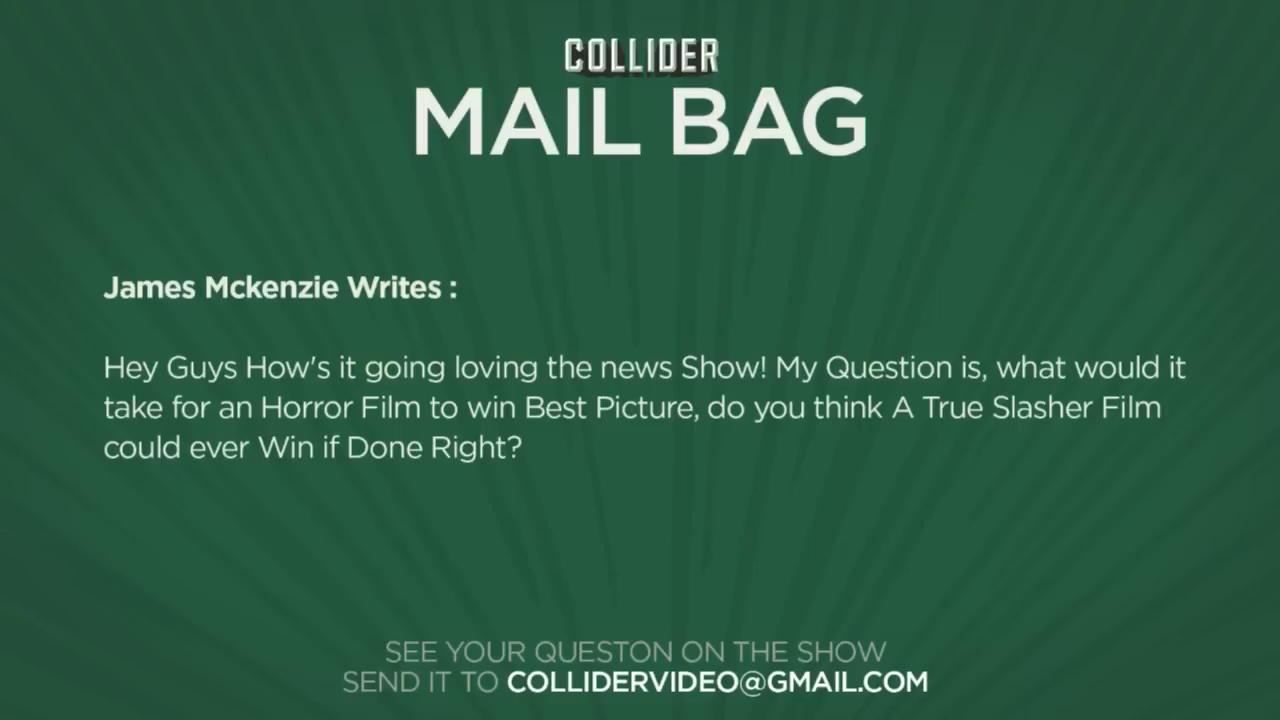 COLLIDER
MAIL BAG
James Mckenzie Writes :
Hey Guys How's it going loving the news Show! My Question is, what would it
take for an Horror Film to win Best Picture, do you think A True Slasher Film
could ever Win if Done Right?
SEE YOUR QUESTON ON THE SHOW
SEND IT TO COLLIDERVIDEO@GMAIL.COM